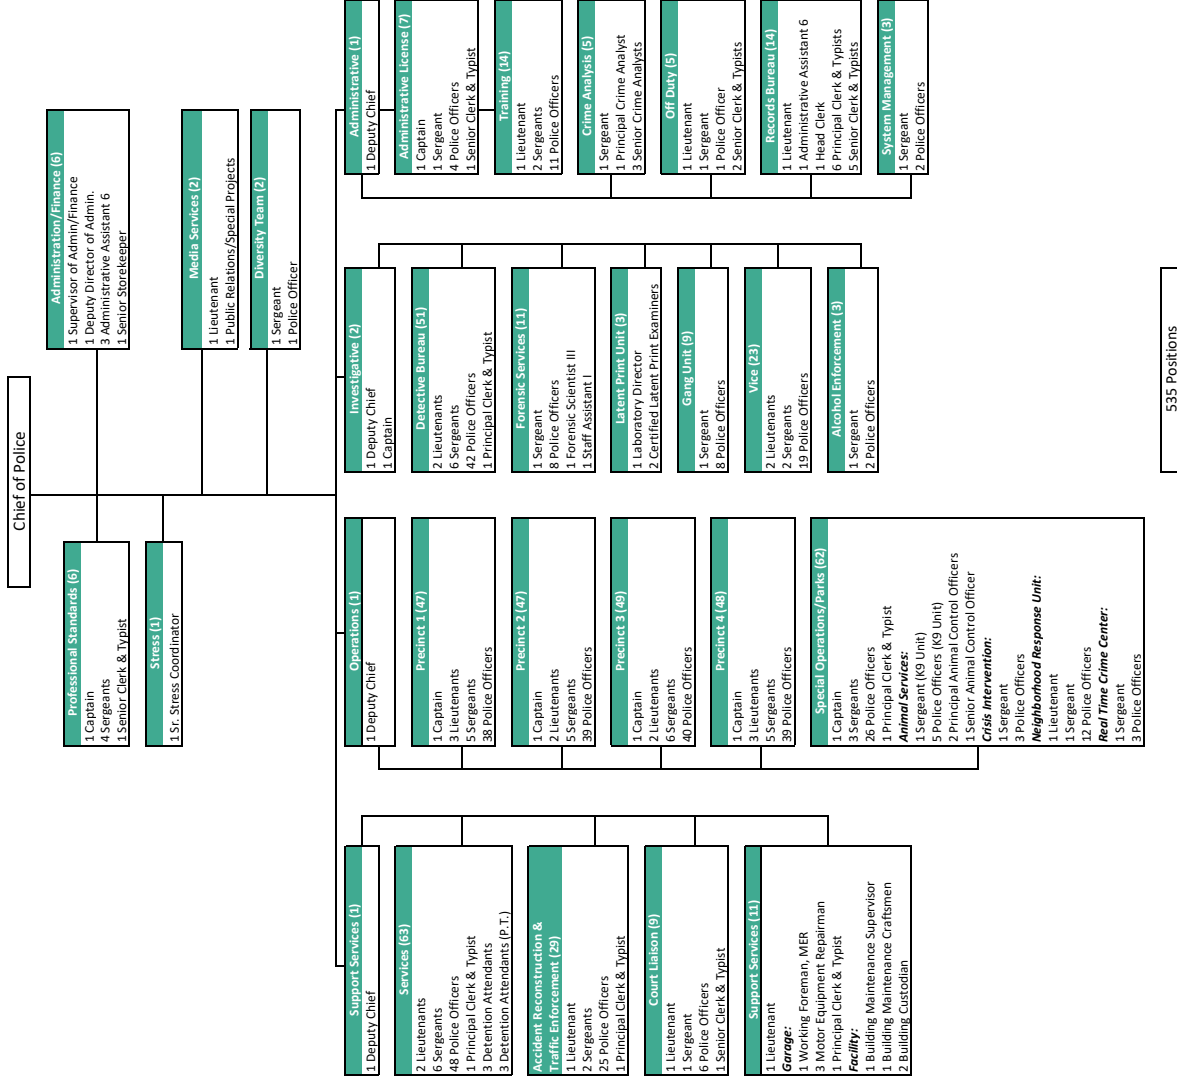 Chief of Police
Professional Standards (6)
1 Captain
4 Sergeants
1 Senior Clerk & Typist
Stress (1)
1 Sr. Stress Coordinator
Administration/Finance (6)
1 Supervisor of Admin/Finance
1 Deputy Director of Admin.
3 Administrative Assistant 6
1 Senior Storekeeper
Media Services (2)
1 Lieutenant
1 Public Relations/Special Projects
Diversity Team (2)
1 Sergeant
1 Police Officer
Support Services (1)
1 Deputy Chief
Services (63)
2 Lieutenants
6 Sergeants
48 Police Officers
1 Principal Clerk & Typist
3 Detention Attendants
3 Detention Attendants (P.T.)
Accident Reconstruction &
Traffic Enforcement (29)
1 Lieutenant
2 Sergeants
25 Police Officers
1 Principal Clerk & Typist
Court Liaison (9)
1 Lieutenant
1 Sergeant
6 Police Officers
1 Senior Clerk & Typist
Support Services (11)
1 Lieutenant
Garage:
1 Working Foreman, MER
3 Motor Equipment Repairman
1 Principal Clerk & Typist
Facility:
1 Building Maintenance Supervisor
1 Building Maintenance Craftsmen
2 Building Custodian
Operations (1)
1 Deputy Chief
Precinct 1 (47)
1 Captain
3 Lieutenants
5 Sergeants
38 Police Officers
Precinct 2 (47)
1 Captain
2 Lieutenants
5 Sergeants
39 Police Officers
Precinct 3 (49)
1 Captain
2 Lieutenants
6 Sergeants
40 Police Officers
Precinct 4 (48)
1 Captain
3 Lieutenants
5 Sergeants
39 Police Officers
Special Operations/Parks (62)
1 Captain
3 Sergeants
26 Police Officers
1 Principal Clerk & Typist
Animal Services:
1 Sergeant (K9 Unit)
5 Police Officers (K9 Unit)
2 Principal Animal Control Officers
1 Senior Animal Control Officer
Crisis Intervention:
1 Sergeant
3 Police Officers
Neighborhood Response Unit:
1 Lieutenant
1 Sergeant
12 Police Officers
Real Time Crime Center:
1 Sergeant
3 Police Officers
Investigative (2)
1 Deputy Chief
1 Captain
Detective Bureau (51)
2 Lieutenants
6 Sergeants
42 Police Officers
1 Principal Clerk & Typist
Forensic Services (11)
1 Sergeant
8 Police Officers
1 Forensic Scientist III
1 Staff Assistant I
Latent Print Unit (3)
1 Laboratory Director
2 Certified Latent Print Examiners
Gang Unit (9)
1 Sergeant
8 Police Officers
Vice (23)
2 Lieutenants
2 Sergeants
19 Police Officers
Alcohol Enforcement (3)
1 Sergeant
2 Police Officers
Administrative (1)
1 Deputy Chief
Administrative License (7)
1 Captain
1 Sergeant
4 Police Officers
1 Senior Clerk & Typist
Training (14)
1 Lieutenant
2 Sergeants
11 Police Officers
Crime Analysis (5)
1 Sergeant
1 Principal Crime Analyst
3 Senior Crime Analysts
Off Duty (5)
1 Lieutenant
1 Sergeant
1 Police Officer
2 Senior Clerk & Typists
Records Bureau (14)
1 Lieutenant
1 Administrative Assistant 6
1 Head Clerk
6 Principal Clerk & Typists
5 Senior Clerk & Typists
System Management (3)
1 Sergeant
2 Police Officers
535 Positions